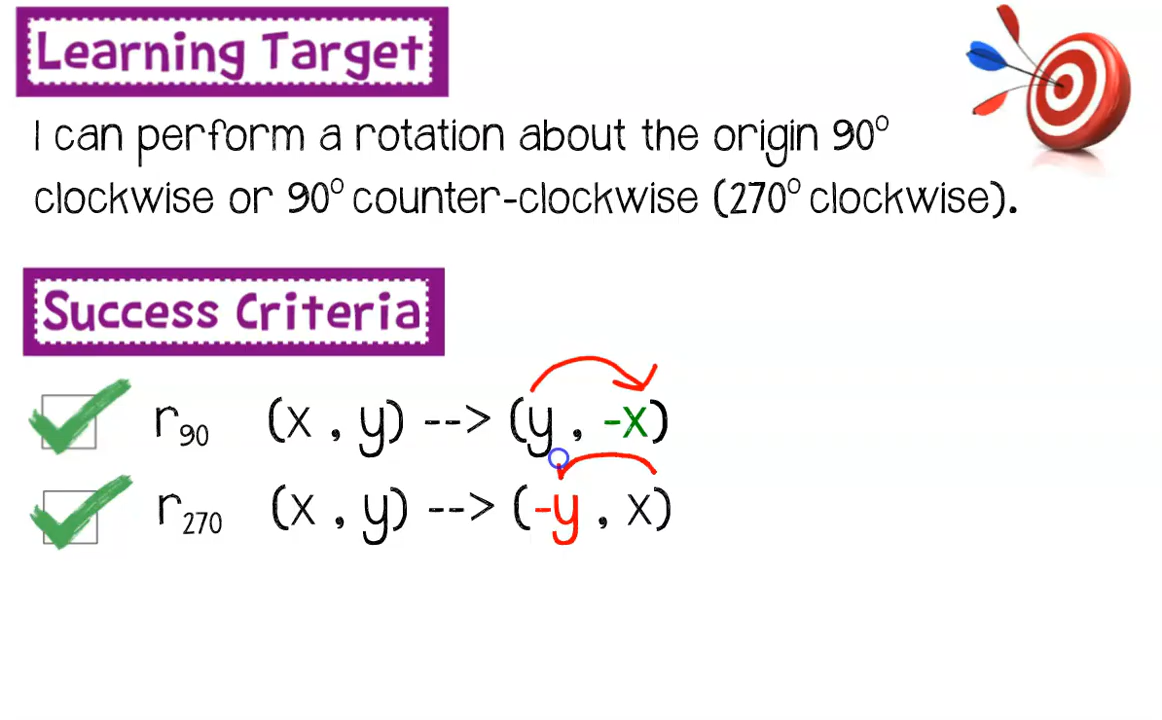 Learning Target
I can perform a rotation about the origin 90°
clockwise or 90° counter-clockwise (270° clockwise).
Success Criteria
r₉₀ (x , y) --> (y , -x)
r₂₇₀ (x , y) --> (-y , x)